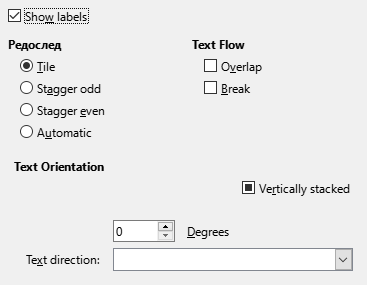 Show labels
Редослед
Text Flow
Tile
Overlap
Stagger odd
Break
Stagger even
Automatic
Text Orientation
Vertically stacked
0
Degrees
Text direction: